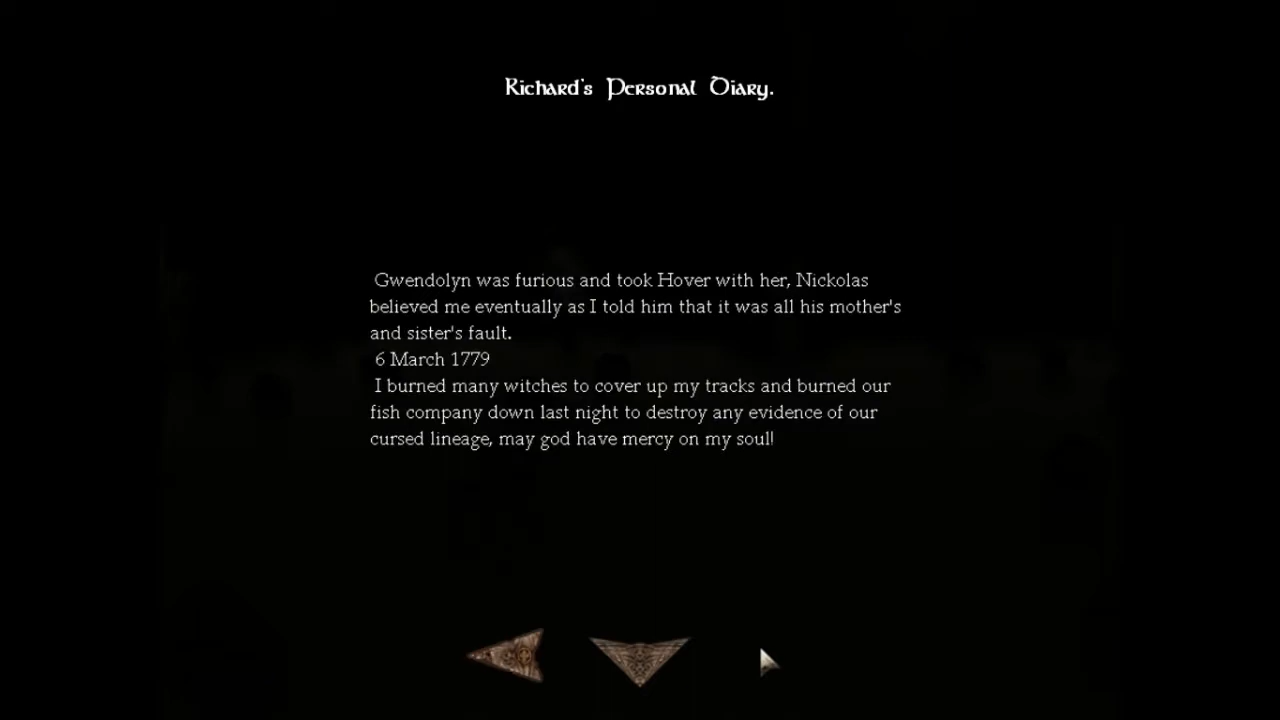 Richard's Personal Diary.
Gwendolyn was furious and took Hover with her, Nickolas
believed me eventually as I told him that it was all his mother's
and sister's fault.
6 March 1779
I burned many witches to cover up my tracks and burned our
fish company down last night to destroy any evidence of our
cursed lineage, may god have mercy on my soul!